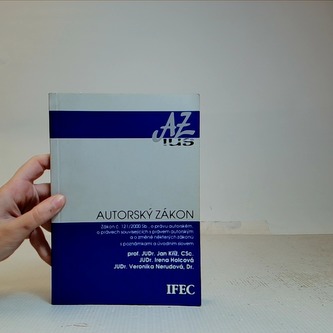 AZ
IUS
AUTORSKÝ ZÁKON
Zákon č. 121/2000 Sb., o právu autorském,
o právech souvisejících s právem autorským
a o změně některých zákonů
s poznámkami a úvodním slovem
prof. JUDr. Jan Kříž, CSc.
JUDr. Irena Holcová
JUDr. Veronika Nerudová, Dr.
IFEC